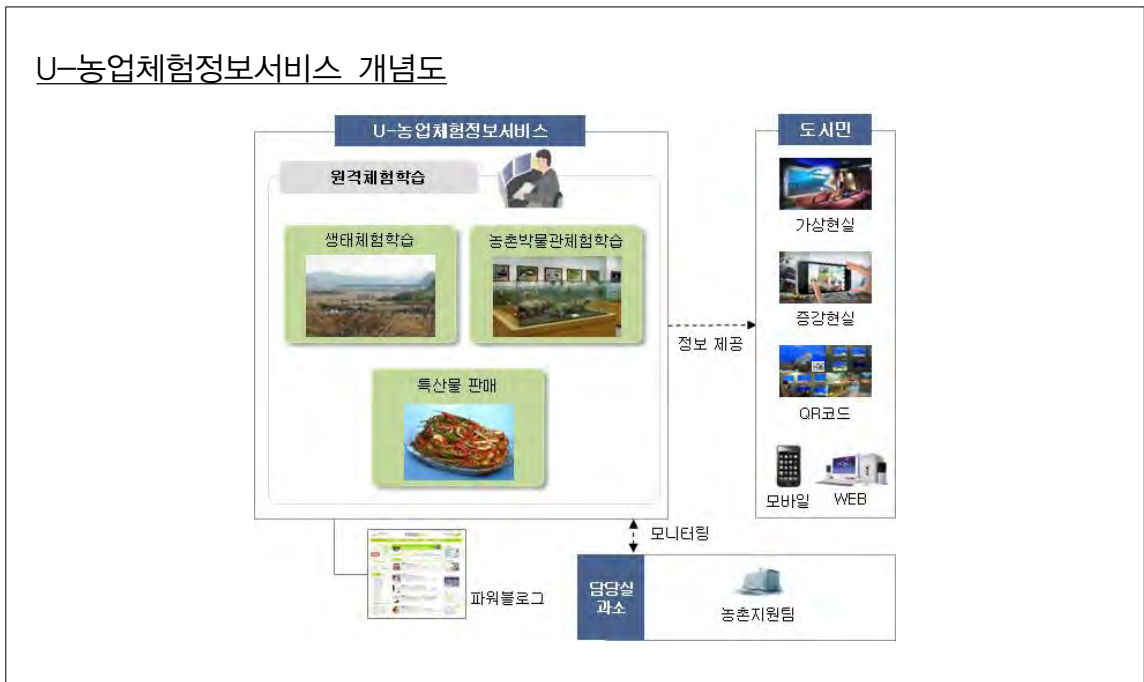 U-농업체험정보서비스 개념도
U-농업체험정보서비스
원격체험학습
생태체험학습
농촌박물관체험학습
특산물 판매
파워블로그
정보 제공
도시민
가상현실
증강현실
QR코드
모바일
WEB
모니터링
담당실
과소
농촌지원팀